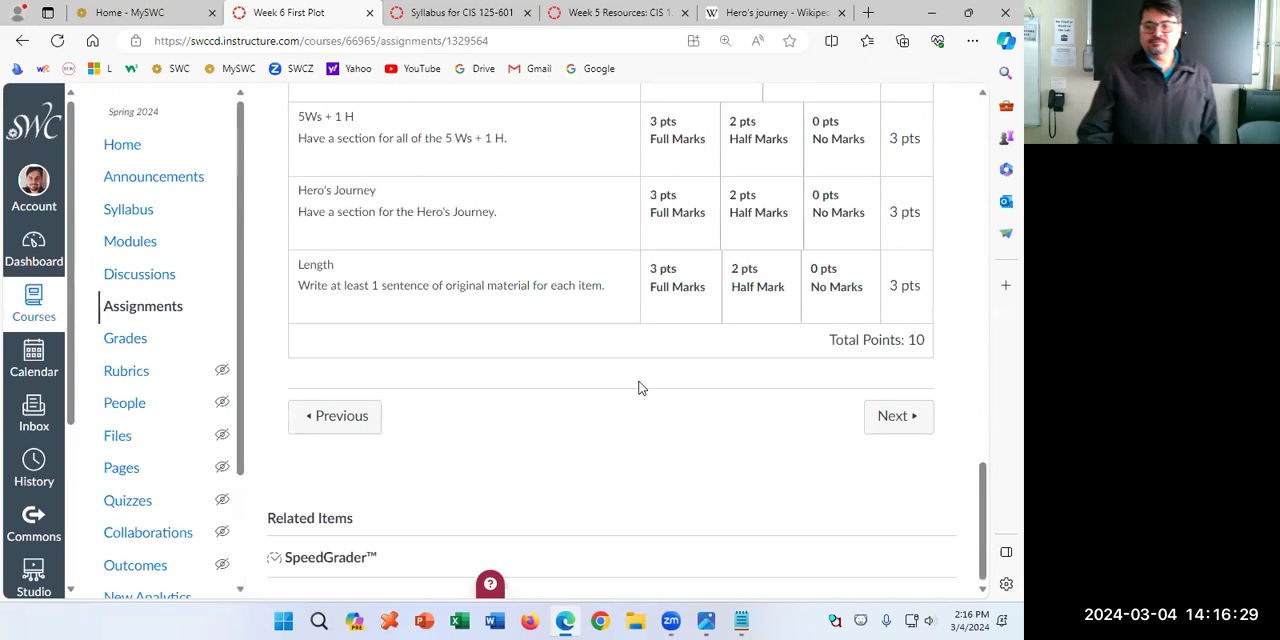 Home - MySWC
Week 6 First Plot
Syllabus for CIS 125-601
Week 5 Resources: CIS 1
Hero's journey - Wikiped
https://swccd.instructure.com/courses/66965/assignments/1329564
L
SWC
MySWC
SWCZ
Yahoo
YouTube
Drive
Gmail
Google
SWC
Account
Dashboard
Courses
Calendar
Inbox
History
Commons
Studio
Spring 2024
Home
Announcements
Syllabus
Modules
Discussions
Assignments
Grades
Rubrics
People
Files
Pages
Quizzes
Collaborations
Outcomes
New Analytics
5Ws + 1 H
Have a section for all of the 5 Ws + 1 H.
3 pts
Full Marks
2 pts
Half Marks
0 pts
No Marks
3 pts
Hero's Journey
Have a section for the Hero's Journey.
3 pts
Full Marks
2 pts
Half Marks
0 pts
No Marks
3 pts
Length
Write at least 1 sentence of original material for each item.
3 pts
Full Marks
2 pts
Half Mark
0 pts
No Marks
3 pts
Total Points: 10
Previous
Next
Related Items
SpeedGrader™
2:16 PM
3/4/2024
2024-03-04 14:16:29